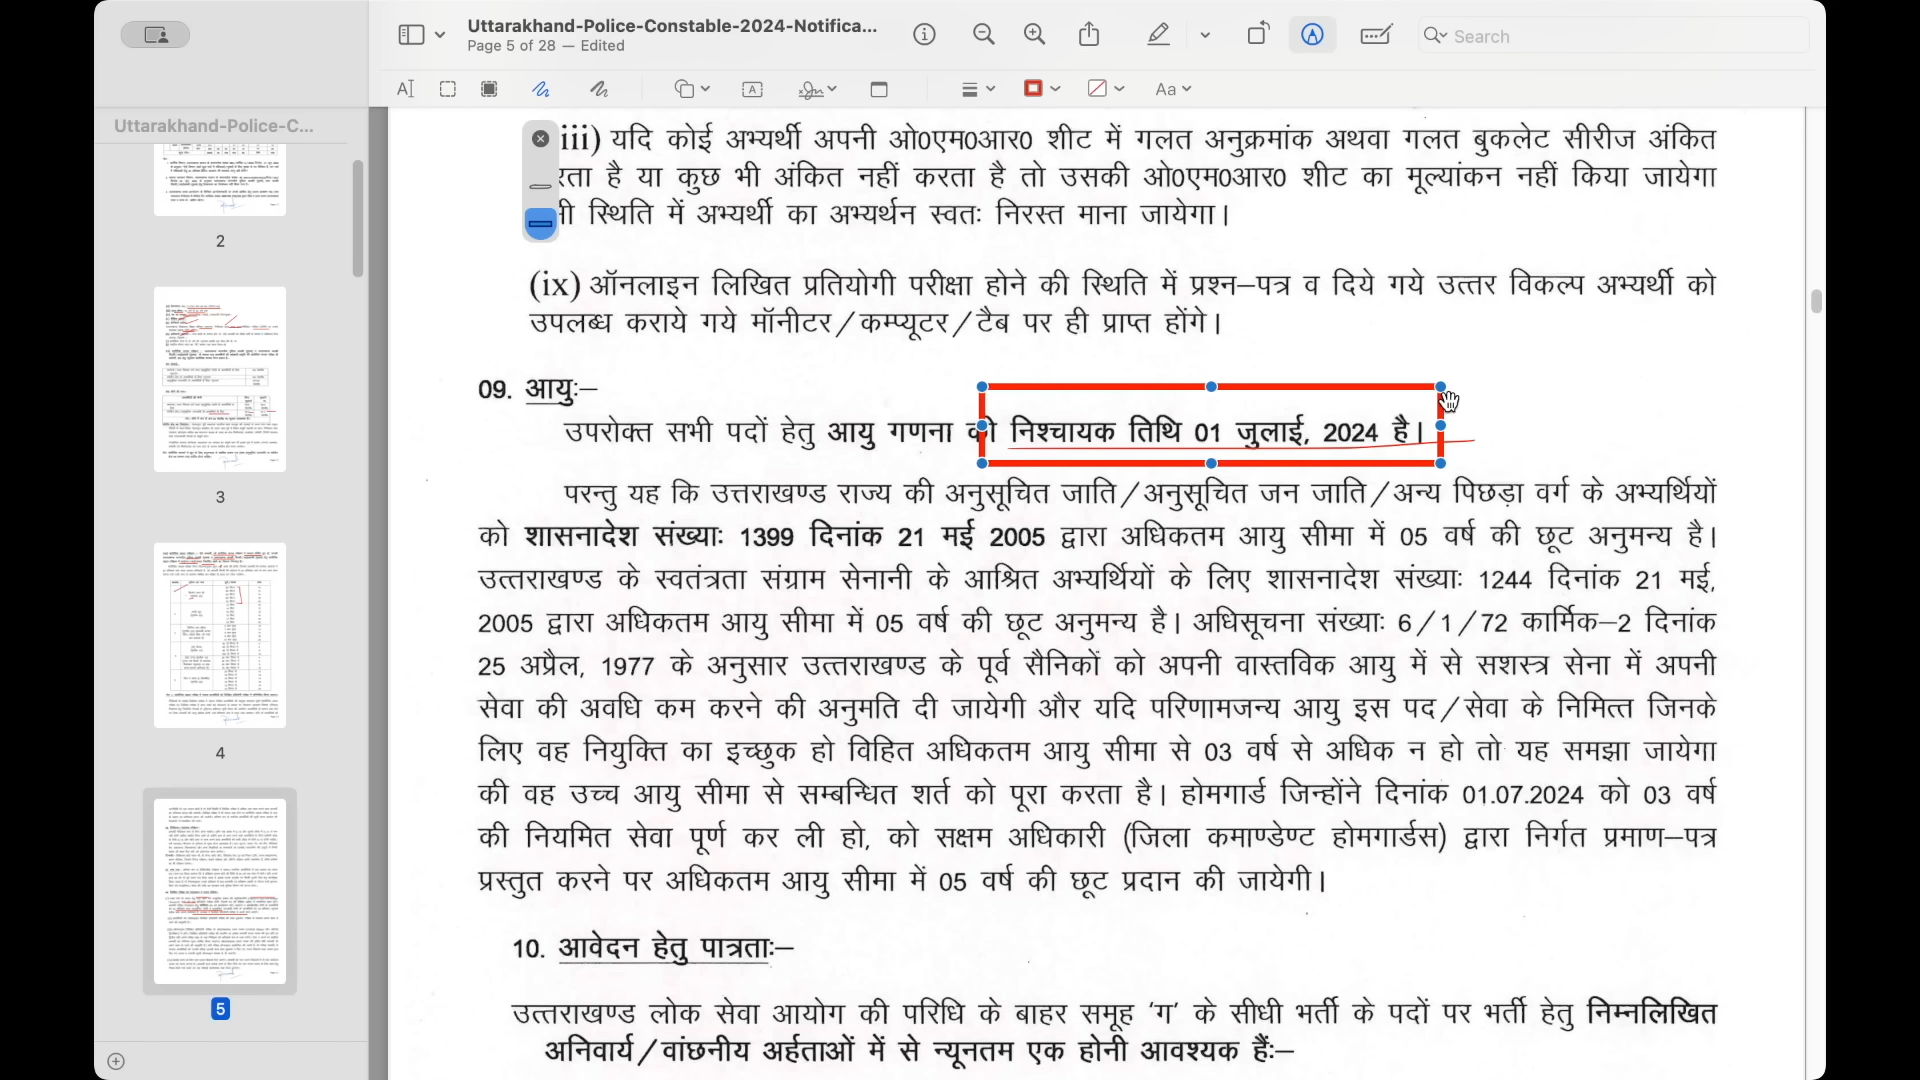 Uttarakhand-Police-Constable-2024-Notifica...
Page 5 of 28 — Edited
Search
Aa
Uttarakhand-Police-C...
2
3
4
5
iii) यदि कोई अभ्यर्थी अपनी ओ0एम0आर0 शीट में गलत अनुक्रमांक अथवा गलत बुकलेट सीरीज अंकित
रता है या कुछ भी अंकित नहीं करता है तो उसकी ओ0एम0आर0 शीट का मूल्यांकन नहीं किया जायेगा
स्थिति में अभ्यर्थी का अभ्यर्थन स्वतः निरस्त माना जायेगा।
(ix) ऑनलाइन लिखित प्रतियोगी परीक्षा होने की स्थिति में प्रश्न–पत्र व दिये गये उत्तर विकल्प अभ्यर्थी को
उपलब्ध कराये गये मॉनीटर/कम्प्यूटर/टैब पर ही प्राप्त होंगे।
09. आयुः–
उपरोक्त सभी पदों हेतु आयु गणना की निश्चायक तिथि 01 जुलाई, 2024 है।
परन्तु यह कि उत्तराखण्ड राज्य की अनुसूचित जाति/अनुसूचित जन जाति/अन्य पिछड़ा वर्ग के अभ्यर्थियों
को शासनादेश संख्याः 1399 दिनांक 21 मई 2005 द्वारा अधिकतम आयु सीमा में 05 वर्ष की छूट अनुमन्य है।
उत्तराखण्ड के स्वतंत्रता संग्राम सेनानी के आश्रित अभ्यर्थियों के लिए शासनादेश संख्याः 1244 दिनांक 21 मई,
2005 द्वारा अधिकतम आयु सीमा में 05 वर्ष की छूट अनुमन्य है। अधिसूचना संख्याः 6/1/72 कार्मिक–2 दिनांक
25 अप्रैल, 1977 के अनुसार उत्तराखण्ड के पूर्व सैनिकों को अपनी वास्तविक आयु में से सशस्त्र सेना में अपनी
सेवा की अवधि कम करने की अनुमति दी जायेगी और यदि परिणामजन्य आयु इस पद/सेवा के निमित्त जिनके
लिए वह नियुक्ति का इच्छुक हो विहित अधिकतम आयु सीमा से 03 वर्ष से अधिक न हो तो यह समझा जायेगा
की वह उच्च आयु सीमा से सम्बन्धित शर्त को पूरा करता है। होमगार्ड जिन्होंने दिनांक 01.07.2024 को 03 वर्ष
की नियमित सेवा पूर्ण कर ली हो, को सक्षम अधिकारी (जिला कमाण्डेण्ट होमगार्डस) द्वारा निर्गत प्रमाण–पत्र
प्रस्तुत करने पर अधिकतम आयु सीमा में 05 वर्ष की छूट प्रदान की जायेगी।
10. आवेदन हेतु पात्रताः–
उत्तराखण्ड लोक सेवा आयोग की परिधि के बाहर समूह 'ग' के सीधी भर्ती के पदों पर भर्ती हेतु निम्नलिखित
अनिवार्य/वांछनीय अर्हताओं में से न्यूनतम एक होनी आवश्यक हैंः–